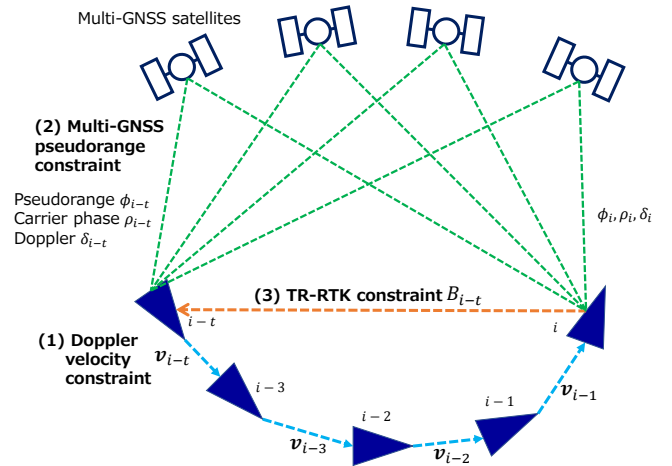 Multi-GNSS satellites
(2) Multi-GNSS
pseudorange
constraint
Pseudorange ϕᵢ₋ₜ
Carrier phase ρᵢ₋ₜ
Doppler δᵢ₋ₜ
ϕᵢ, ρᵢ, δᵢ
(3) TR-RTK constraint Bᵢ₋ₜ
i − t
i
(1) Doppler
velocity
constraint
𝒗ᵢ₋ₜ
i − 3
𝒗ᵢ₋₃
i − 2
𝒗ᵢ₋₂
i − 1
𝒗ᵢ₋₁